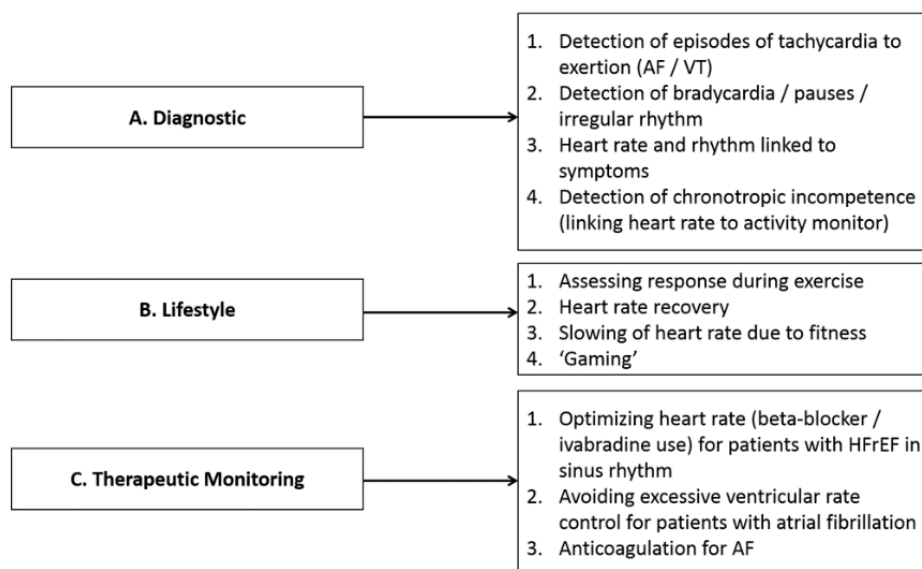 A. Diagnostic
1. Detection of episodes of tachycardia to
exertion (AF / VT)
2. Detection of bradycardia / pauses /
irregular rhythm
3. Heart rate and rhythm linked to
symptoms
4. Detection of chronotropic incompetence
(linking heart rate to activity monitor)
B. Lifestyle
1. Assessing response during exercise
2. Heart rate recovery
3. Slowing of heart rate due to fitness
4. ‘Gaming’
C. Therapeutic Monitoring
1. Optimizing heart rate (beta-blocker /
ivabradine use) for patients with HFrEF in
sinus rhythm
2. Avoiding excessive ventricular rate
control for patients with atrial fibrillation
3. Anticoagulation for AF